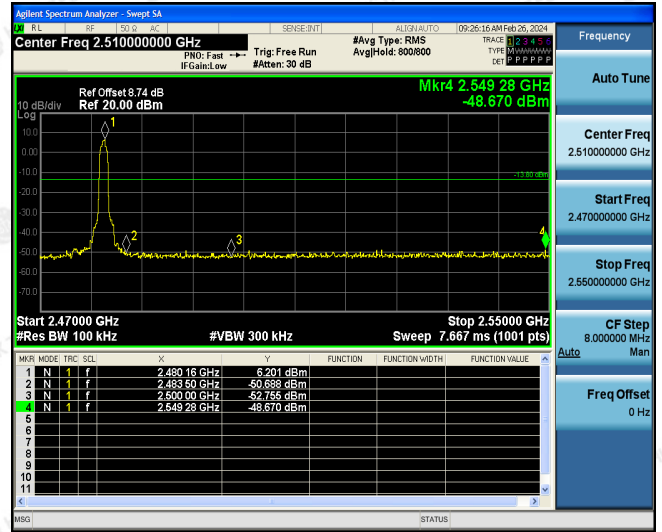 Agilent Spectrum Analyzer - Swept SA
RL RF 50 Ω AC SENSE:INT ALIGN AUTO 09:26:16 AM Feb 26, 2024
Center Freq 2.510000000 GHz
PNO: Fast
IFGain:Low
Trig: Free Run
#Atten: 30 dB
#Avg Type: RMS
Avg|Hold: 800/800
TRACE 1 2 3 4 5 6
TYPE M
DET P P P P P P
Ref Offset 8.74 dB
Ref 20.00 dBm
10 dB/div
Log
Mkr4 2.549 28 GHz
-48.670 dBm
10.0
0.00
-10.0
-20.0
-30.0
-40.0
-50.0
-60.0
-70.0
1
2
3
4
-13.80 dBm
Start 2.47000 GHz
Stop 2.55000 GHz
#Res BW 100 kHz
#VBW 300 kHz
Sweep 7.667 ms (1001 pts)
MKR MODE TRC SCL X Y FUNCTION FUNCTION WIDTH FUNCTION VALUE
1 N 1 f 2.480 16 GHz 6.201 dBm
2 N 1 f 2.483 50 GHz -50.688 dBm
3 N 1 f 2.500 00 GHz -52.755 dBm
4 N 1 f 2.549 28 GHz -48.670 dBm
5
6
7
8
9
10
11
MSG
STATUS
Frequency
Auto Tune
Center Freq
2.510000000 GHz
Start Freq
2.470000000 GHz
Stop Freq
2.550000000 GHz
CF Step
8.000000 MHz
Auto Man
Freq Offset
0 Hz